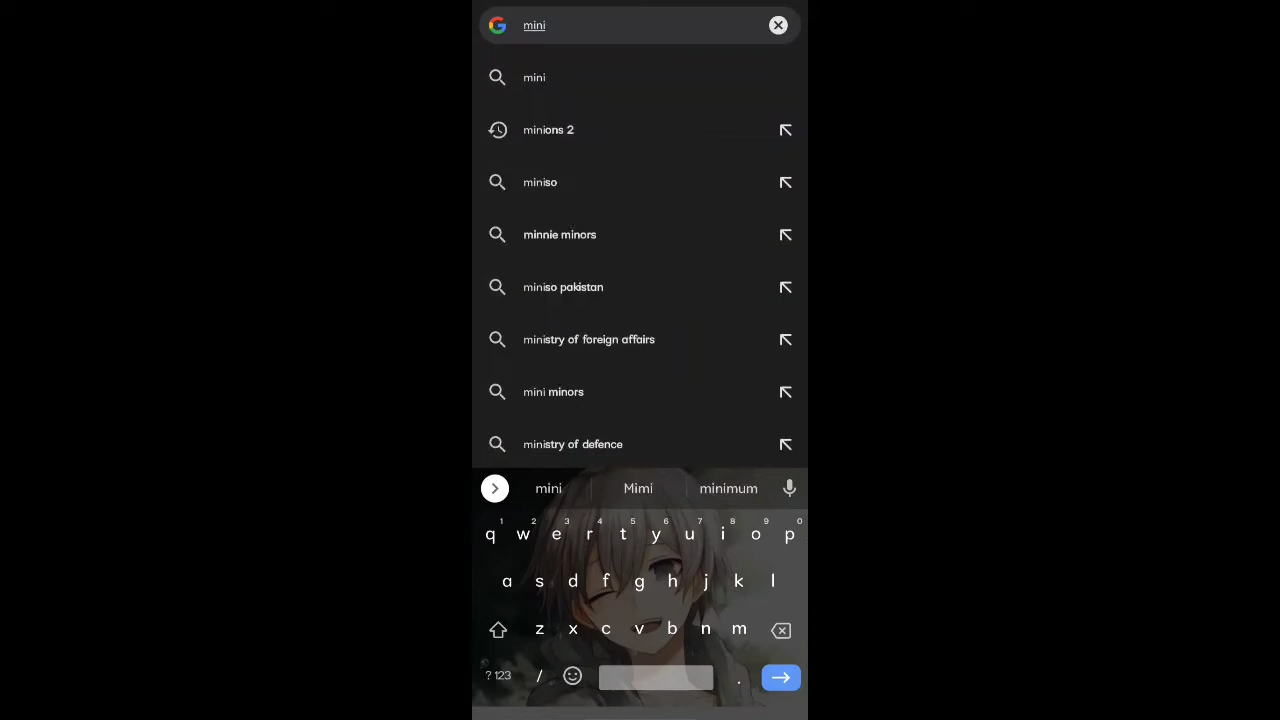 mini
mini
minions 2
miniso
minnie minors
miniso pakistan
ministry of foreign affairs
mini minors
ministry of defence
mini Mimi minimum
1 2 3 4 5 6 7 8 9 0
q w e r t y u i o p
a s d f g h j k l
z x c v b n m
?123 / .